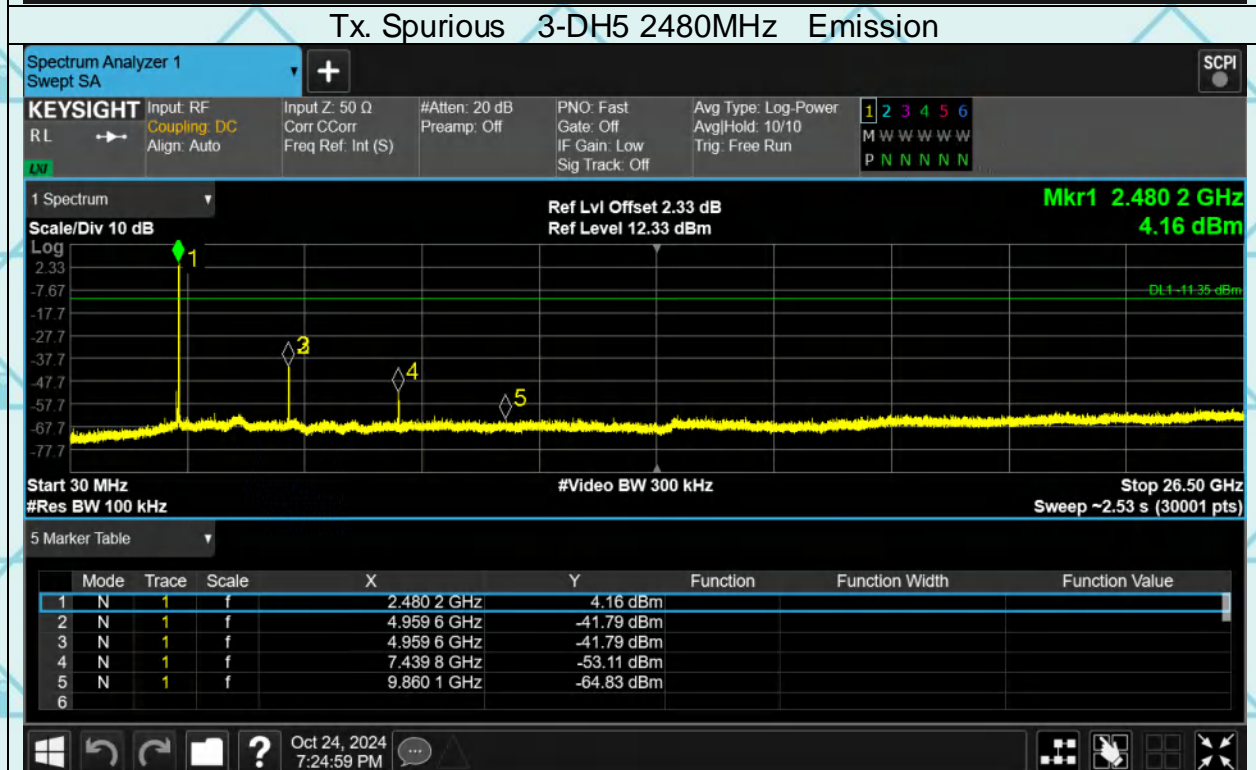 Tx. Spurious 3-DH5 2480MHz Emission
Spectrum Analyzer 1
Swept SA
+
SCPI
KEYSIGHT
RL
LXI
Input: RF
Coupling: DC
Align: Auto
Input Z: 50 Ω
Corr CCorr
Freq Ref: Int (S)
#Atten: 20 dB
Preamp: Off
PNO: Fast
Gate: Off
IF Gain: Low
Sig Track: Off
Avg Type: Log-Power
Avg|Hold: 10/10
Trig: Free Run
1 2 3 4 5 6
M W W W W W
P N N N N N
1 Spectrum
Scale/Div 10 dB
Ref Lvl Offset 2.33 dB
Ref Level 12.33 dBm
Mkr1 2.480 2 GHz
4.16 dBm
Log
2.33
-7.67
-17.7
-27.7
-37.7
-47.7
-57.7
-67.7
-77.7
1
3
4
5
DL1 -11.35 dBm
Start 30 MHz
#Res BW 100 kHz
#Video BW 300 kHz
Stop 26.50 GHz
Sweep ~2.53 s (30001 pts)
5 Marker Table
Mode Trace Scale X Y Function Function Width Function Value
1 N 1 f 2.480 2 GHz 4.16 dBm
2 N 1 f 4.959 6 GHz -41.79 dBm
3 N 1 f 4.959 6 GHz -41.79 dBm
4 N 1 f 7.439 8 GHz -53.11 dBm
5 N 1 f 9.860 1 GHz -64.83 dBm
6
?
Oct 24, 2024
7:24:59 PM